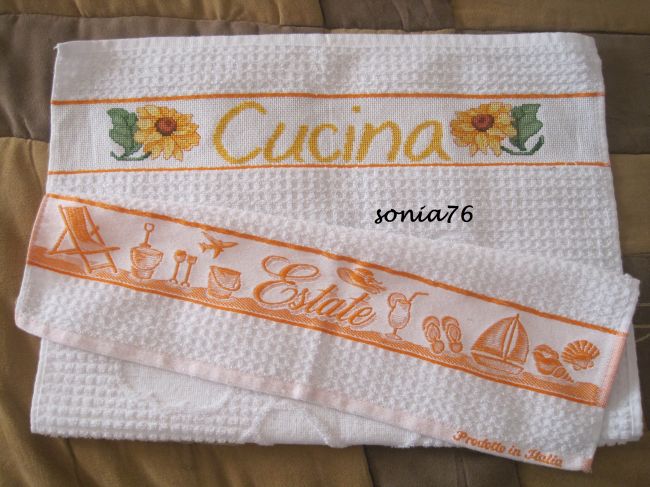 Cucina
sonia76
Estate
Prodotto in Italia